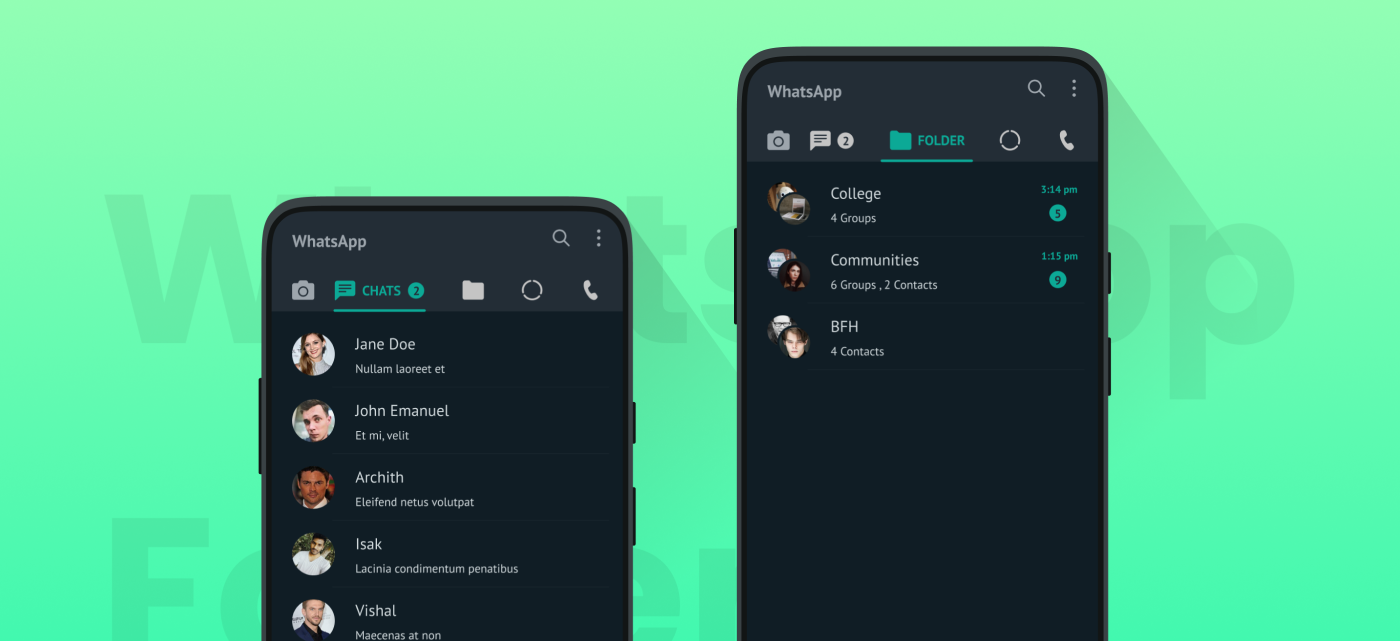 WhatsApp
Folder
WhatsApp
CHATS 2
Jane Doe
Nullam laoreet et
John Emanuel
Et mi, velit
Archith
Eleifend netus volutpat
Isak
Lacinia condimentum penatibus
Vishal
Maecenas at non
WhatsApp
2 FOLDER
College
3:14 pm
4 Groups
5
Communities
1:15 pm
6 Groups , 2 Contacts
9
BFH
4 Contacts